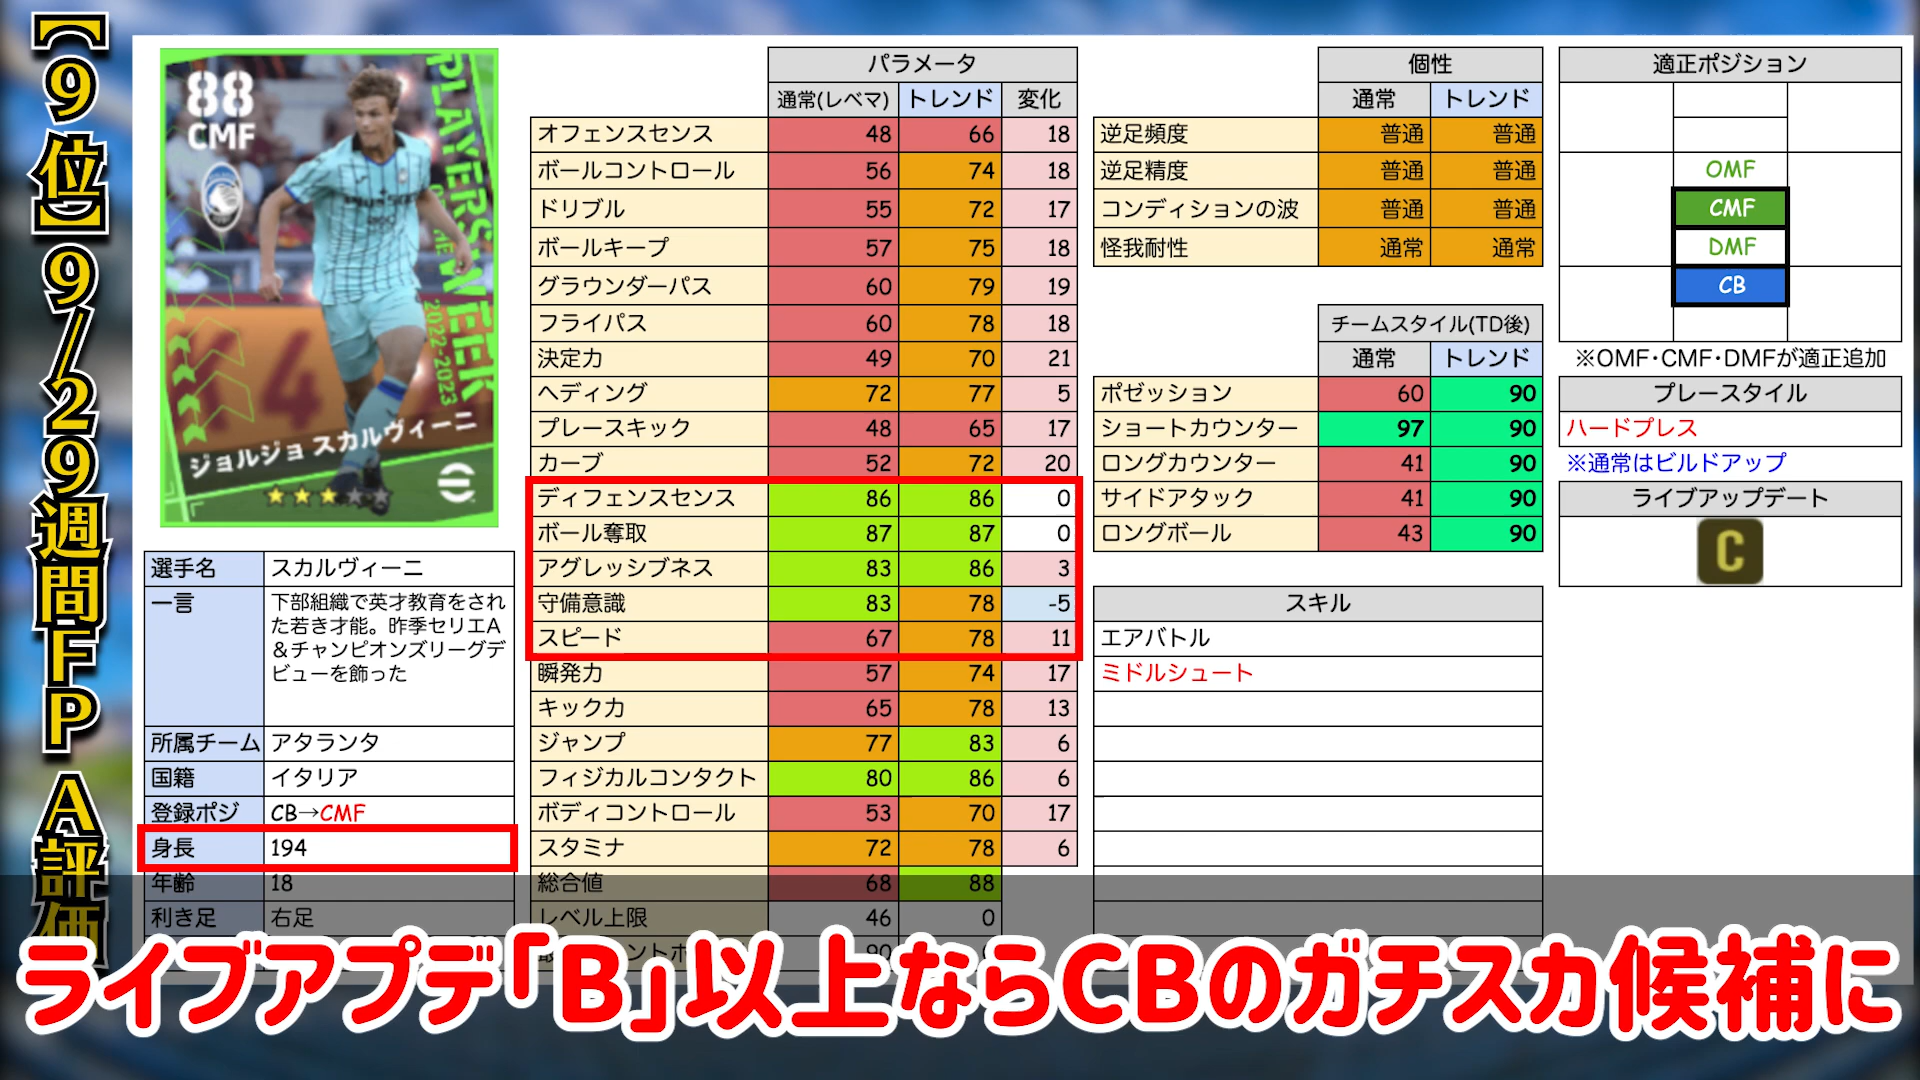 【9位】9/29週間FP A評価
88
CMF
PLAYERS
OF THE
WEEK
2022-2023
ジョルジョ スカルヴィーニ
選手名 スカルヴィーニ
一言 下部組織で英才教育をされ
た若き才能。昨季セリエA
&チャンピオンズリーグデ
ビューを飾った
所属チーム アタランタ
国籍 イタリア
登録ポジ CB→CMF
身長 194
年齢 18
利き足 右足
パラメータ
通常(レベマ) トレンド 変化
オフェンスセンス 48 66 18
ボールコントロール 56 74 18
ドリブル 55 72 17
ボールキープ 57 75 18
グラウンダーパス 60 79 19
フライパス 60 78 18
決定力 49 70 21
ヘディング 72 77 5
プレースキック 48 65 17
カーブ 52 72 20
ディフェンスセンス 86 86 0
ボール奪取 87 87 0
アグレッシブネス 83 86 3
守備意識 83 78 -5
スピード 67 78 11
瞬発力 57 74 17
キック力 65 78 13
ジャンプ 77 83 6
フィジカルコンタクト 80 86 6
ボディコントロール 53 70 17
スタミナ 72 78 6
総合値 68 88
レベル上限 46 0
個性
通常 トレンド
逆足頻度 普通 普通
逆足精度 普通 普通
コンディションの波 普通 普通
怪我耐性 通常 通常
チームスタイル(TD後)
通常 トレンド
ポゼッション 60 90
ショートカウンター 97 90
ロングカウンター 41 90
サイドアタック 41 90
ロングボール 43 90
スキル
エアバトル
ミドルシュート
適正ポジション
OMF
CMF
DMF
CB
※OMF・CMF・DMFが適正追加
プレースタイル
ハードプレス
※通常はビルドアップ
ライブアップデート
C
ライブアプデ「B」以上ならCBのガチスカ候補に